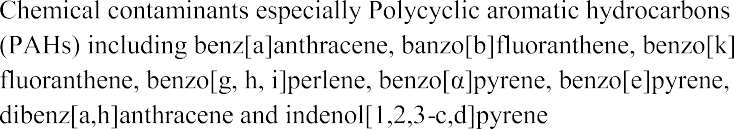 Chemical contaminants especially Polycyclic aromatic hydrocarbons
(PAHs) including benz[a]anthracene, banzo[b]fluoranthene, benzo[k]
fluoranthene, benzo[g, h, i]perlene, benzo[α]pyrene, benzo[e]pyrene,
dibenz[a,h]anthracene and indenol[1,2,3-c,d]pyrene